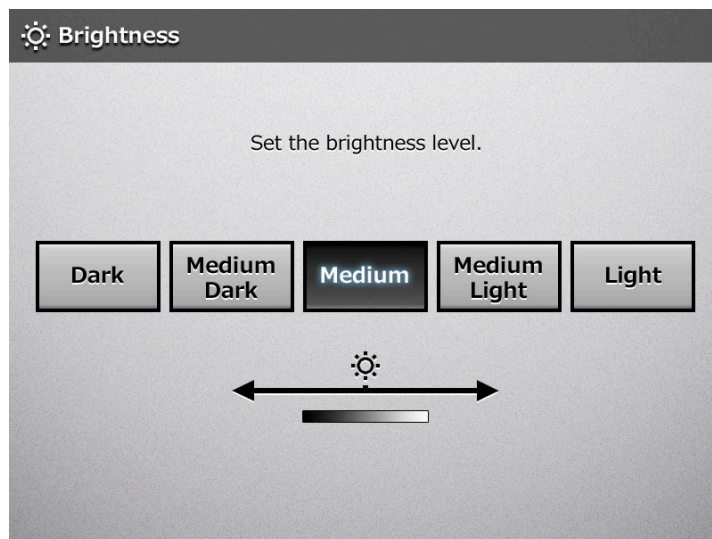 Brightness
Set the brightness level.
Dark
Medium
Dark
Medium
Medium
Light
Light